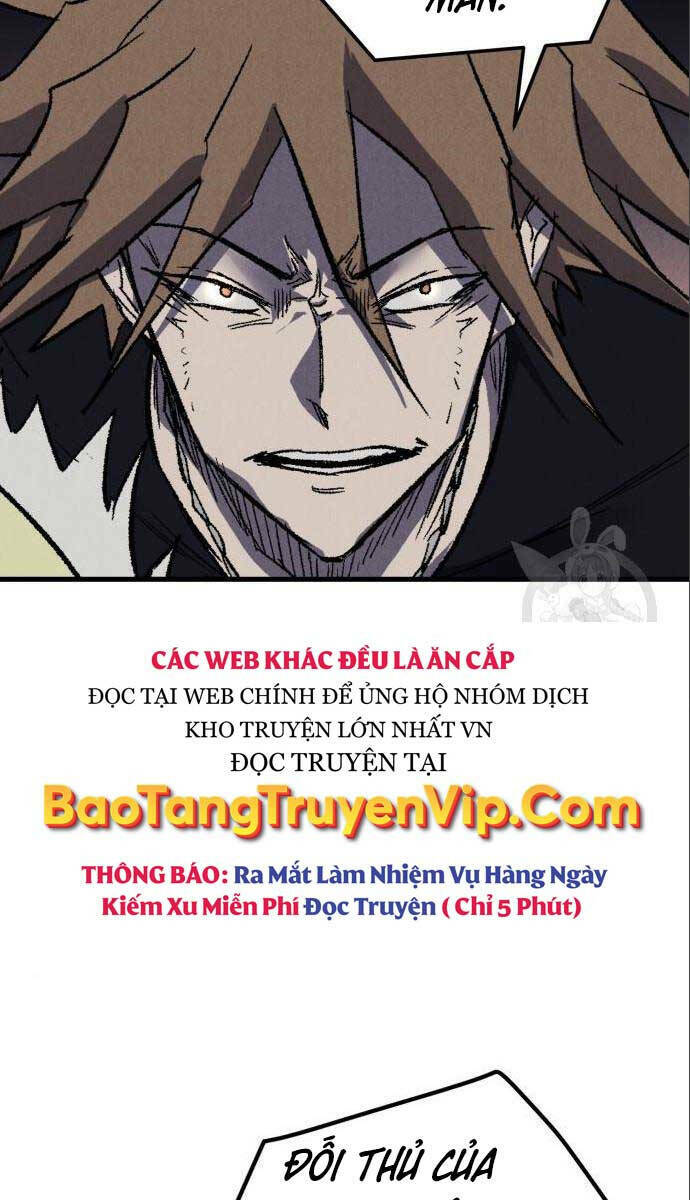 MẮN.
CÁC WEB KHÁC ĐỀU LÀ ĂN CẮP
ĐỌC TẠI WEB CHÍNH ĐỂ ỦNG HỘ NHÓM DỊCH
KHO TRUYỆN LỚN NHẤT VN
ĐỌC TRUYỆN TẠI
BaoTangTruyenVip.Com
THÔNG BÁO: Ra Mắt Làm Nhiệm Vụ Hàng Ngày
Kiếm Xu Miễn Phí Đọc Truyện ( Chỉ 5 Phút)
ĐỐI THỦ CỦA